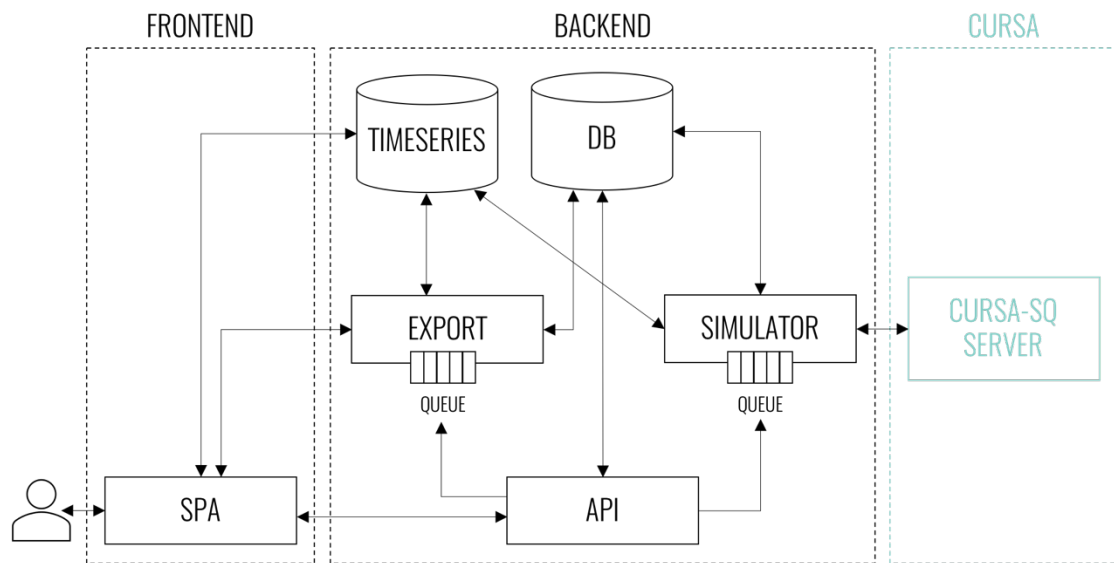 FRONTEND
BACKEND
CURSA
TIMESERIES
DB
EXPORT
SIMULATOR
CURSA-SQ
SERVER
QUEUE
QUEUE
SPA
API